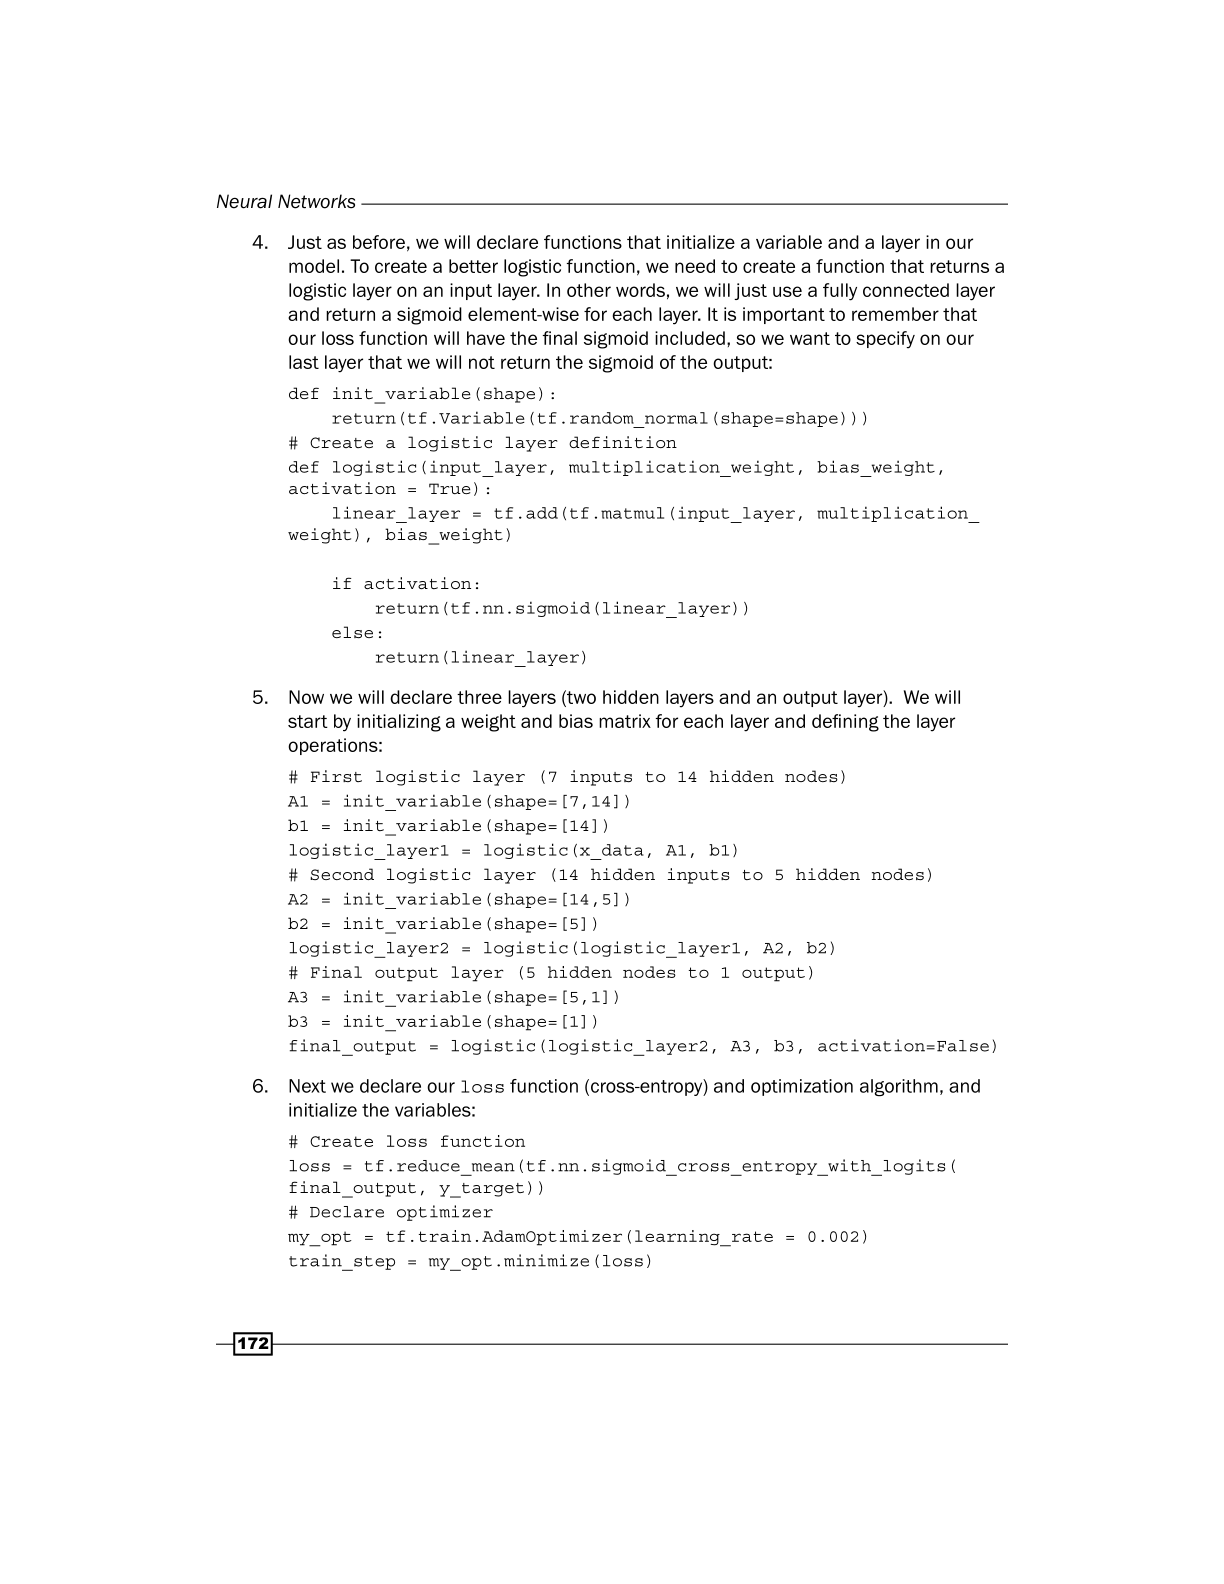 Neural Networks
4. Just as before, we will declare functions that initialize a variable and a layer in our
model. To create a better logistic function, we need to create a function that returns a
logistic layer on an input layer. In other words, we will just use a fully connected layer
and return a sigmoid element-wise for each layer. It is important to remember that
our loss function will have the final sigmoid included, so we want to specify on our
last layer that we will not return the sigmoid of the output:
def init_variable(shape):
    return(tf.Variable(tf.random_normal(shape=shape)))
# Create a logistic layer definition
def logistic(input_layer, multiplication_weight, bias_weight,
activation = True):
    linear_layer = tf.add(tf.matmul(input_layer, multiplication_
weight), bias_weight)
    if activation:
        return(tf.nn.sigmoid(linear_layer))
    else:
        return(linear_layer)
5. Now we will declare three layers (two hidden layers and an output layer).  We will
start by initializing a weight and bias matrix for each layer and defining the layer
operations:
# First logistic layer (7 inputs to 14 hidden nodes)
A1 = init_variable(shape=[7,14])
b1 = init_variable(shape=[14])
logistic_layer1 = logistic(x_data, A1, b1)
# Second logistic layer (14 hidden inputs to 5 hidden nodes)
A2 = init_variable(shape=[14,5])
b2 = init_variable(shape=[5])
logistic_layer2 = logistic(logistic_layer1, A2, b2)
# Final output layer (5 hidden nodes to 1 output)
A3 = init_variable(shape=[5,1])
b3 = init_variable(shape=[1])
final_output = logistic(logistic_layer2, A3, b3, activation=False)
6. Next we declare our loss function (cross-entropy) and optimization algorithm, and
initialize the variables:
# Create loss function
loss = tf.reduce_mean(tf.nn.sigmoid_cross_entropy_with_logits(
final_output, y_target))
# Declare optimizer
my_opt = tf.train.AdamOptimizer(learning_rate = 0.002)
train_step = my_opt.minimize(loss)
172